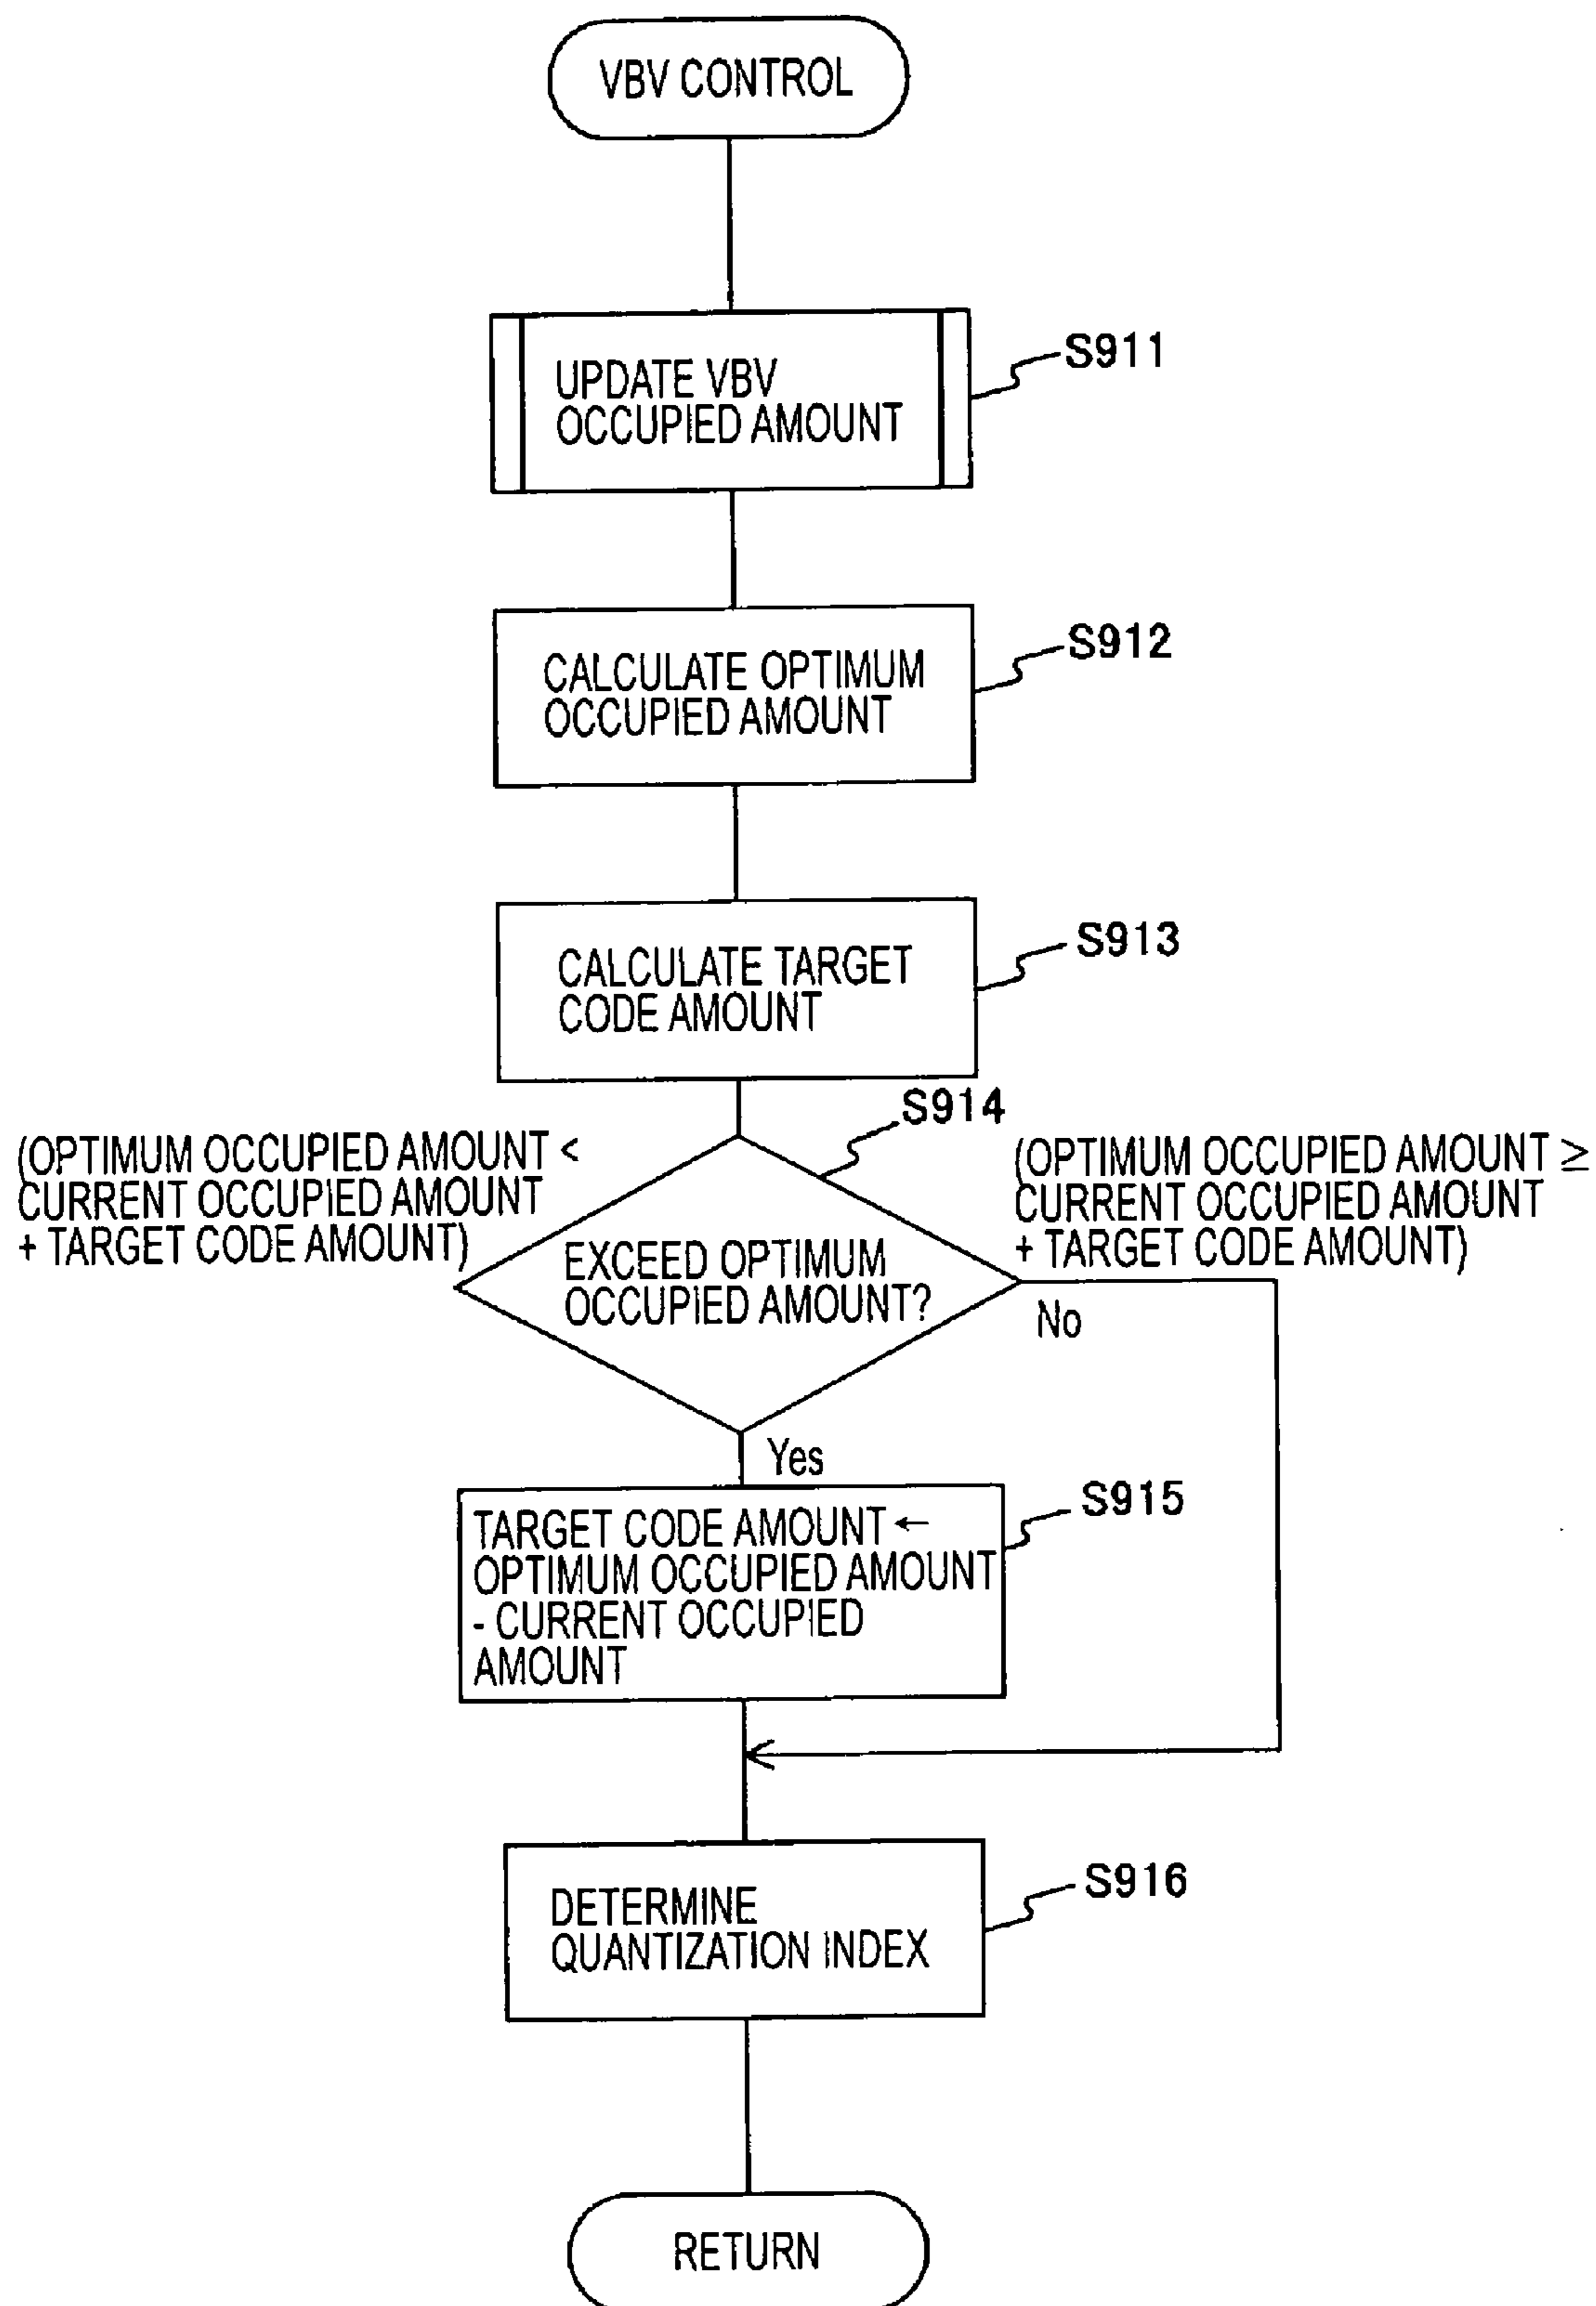 VBV CONTROL
UPDATE VBV
OCCUPIED AMOUNT
S911
CALCULATE OPTIMUM
OCCUPIED AMOUNT
S912
CALCULATE TARGET
CODE AMOUNT
S913
S914
(OPTIMUM OCCUPIED AMOUNT <
CURRENT OCCUPIED AMOUNT
+ TARGET CODE AMOUNT)
(OPTIMUM OCCUPIED AMOUNT ≥
CURRENT OCCUPIED AMOUNT
+ TARGET CODE AMOUNT)
EXCEED OPTIMUM
OCCUPIED AMOUNT?
No
Yes
S915
TARGET CODE AMOUNT ←
OPTIMUM OCCUPIED AMOUNT
- CURRENT OCCUPIED
AMOUNT
DETERMINE
QUANTIZATION INDEX
S916
RETURN